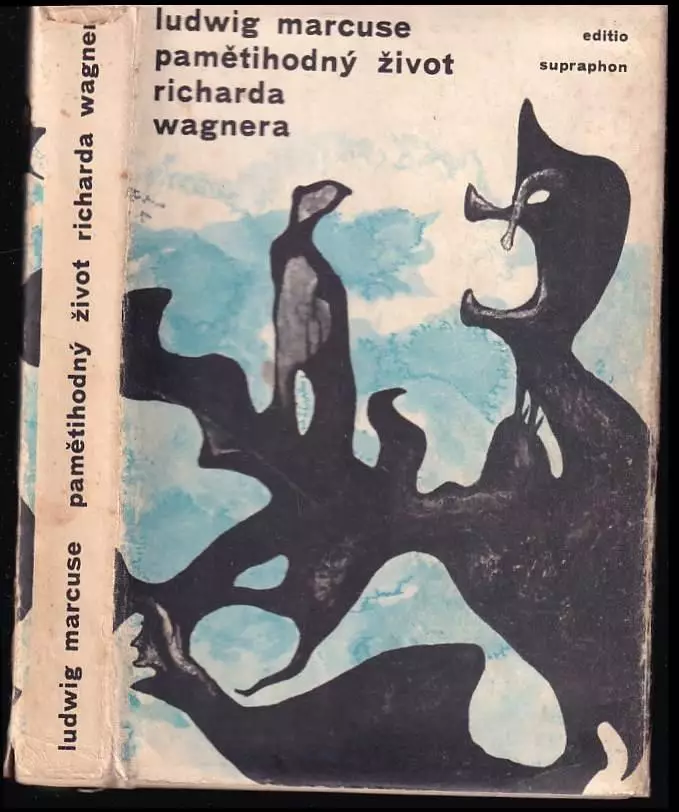 ludwig marcuse
pamětihodný život
richarda
wagnera
editio
supraphon
ludwig marcuse pamětihodný život richarda wagner